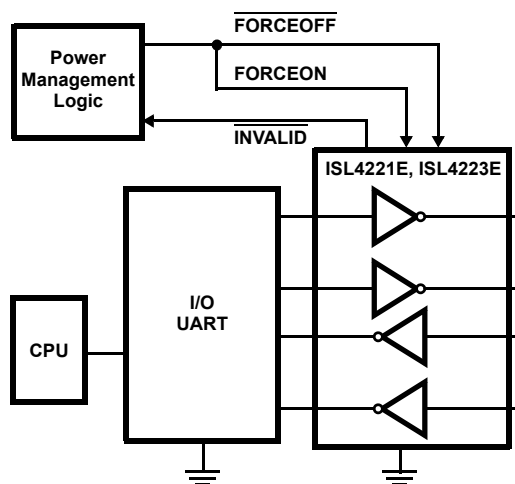 FORCEOFF
Power
Management
Logic
FORCEON
INVALID
ISL4221E, ISL4223E
I/O
UART
CPU